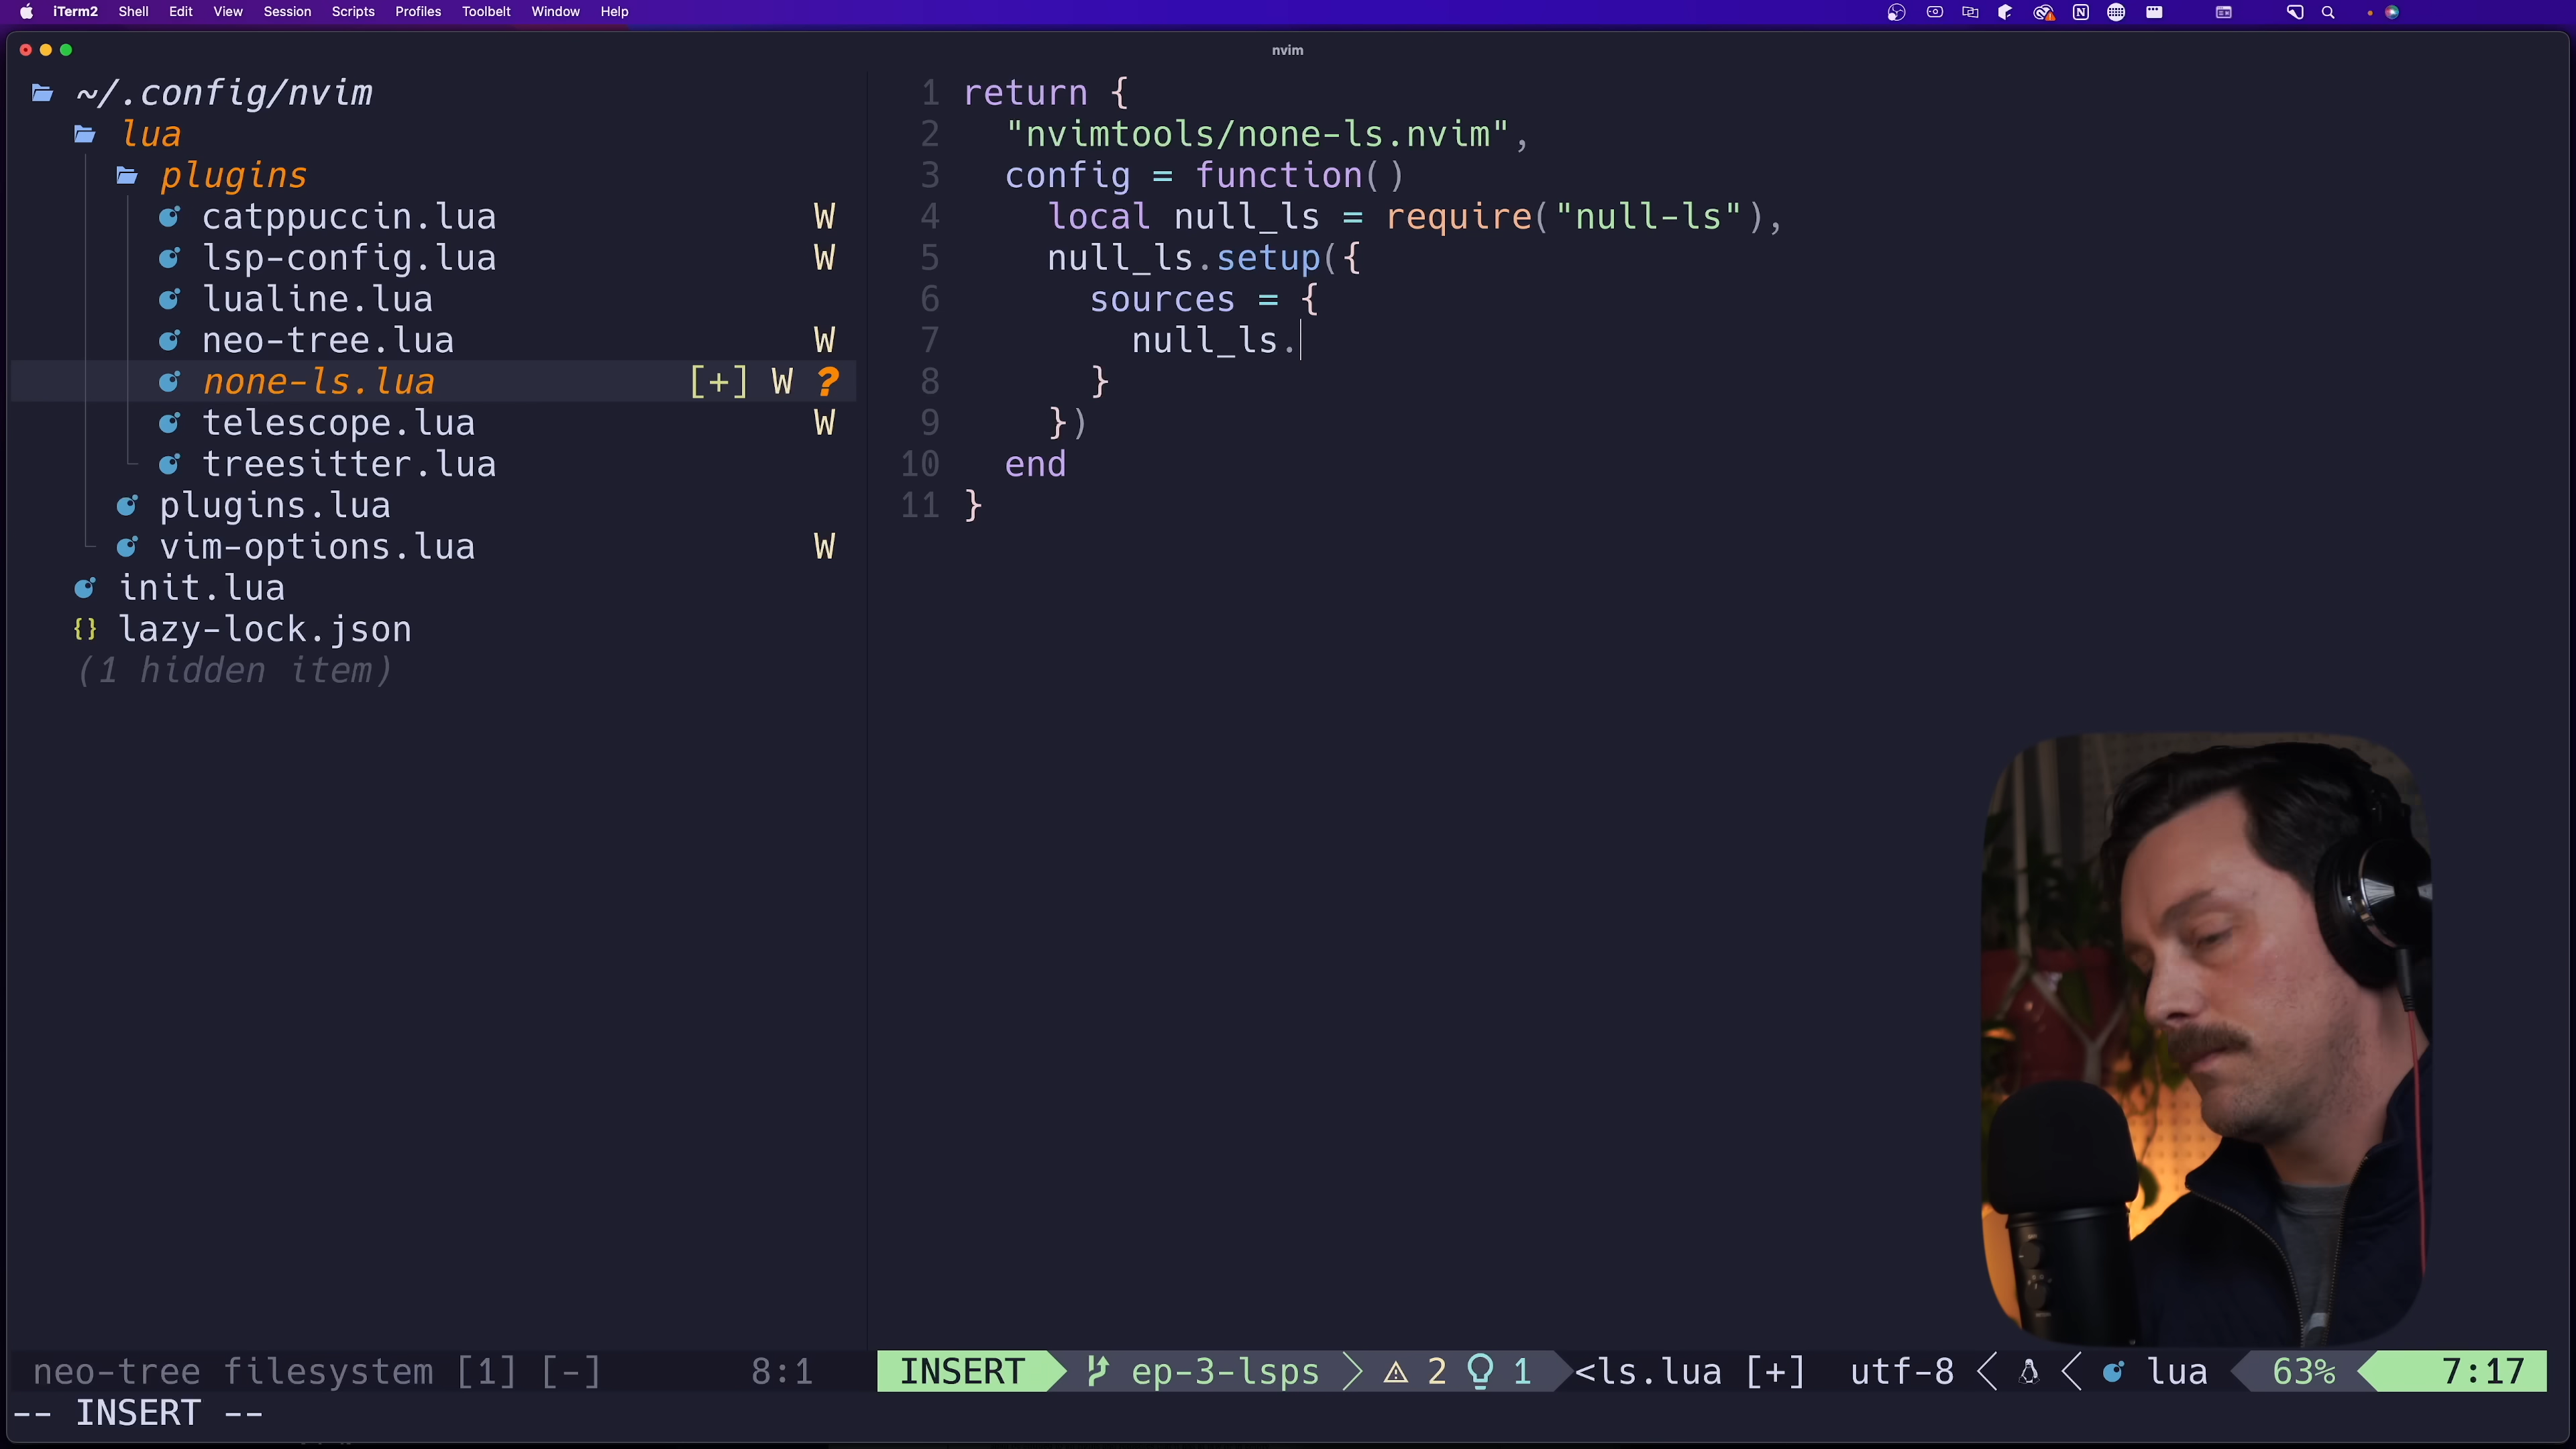 iTerm2 Shell Edit View Session Scripts Profiles Toolbelt Window Help
nvim
~/.config/nvim
lua
plugins
catppuccin.lua W
lsp-config.lua W
lualine.lua
neo-tree.lua W
none-ls.lua [+] W ?
telescope.lua W
treesitter.lua
plugins.lua
vim-options.lua W
init.lua
{} lazy-lock.json
(1 hidden item)
1 return {
2 "nvimtools/none-ls.nvim",
3 config = function()
4 local null_ls = require("null-ls"),
5 null_ls.setup({
6 sources = {
7 null_ls.
8 }
9 })
10 end
11 }
neo-tree filesystem [1] [-] 8:1
INSERT ep-3-lsps 2 1 <ls.lua [+] utf-8 lua 63% 7:17
-- INSERT --